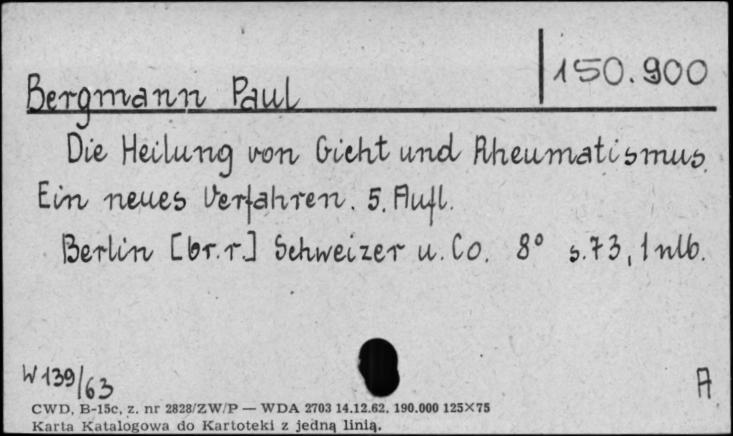 150.900
Bergmann Paul
Die Heilung von Gicht und Rheumatismus.
Ein neues Verfahren. 5. Aufl.
Berlin [br.r.] Schweizer u. Co. 8° s.73, 1 nlb.
W 139/63
A
CWD, B-15c, z. nr 2828/ZW/P — WDA 2703 14.12.62. 190.000 125×75
Karta Katalogowa do Kartoteki z jedną linią.